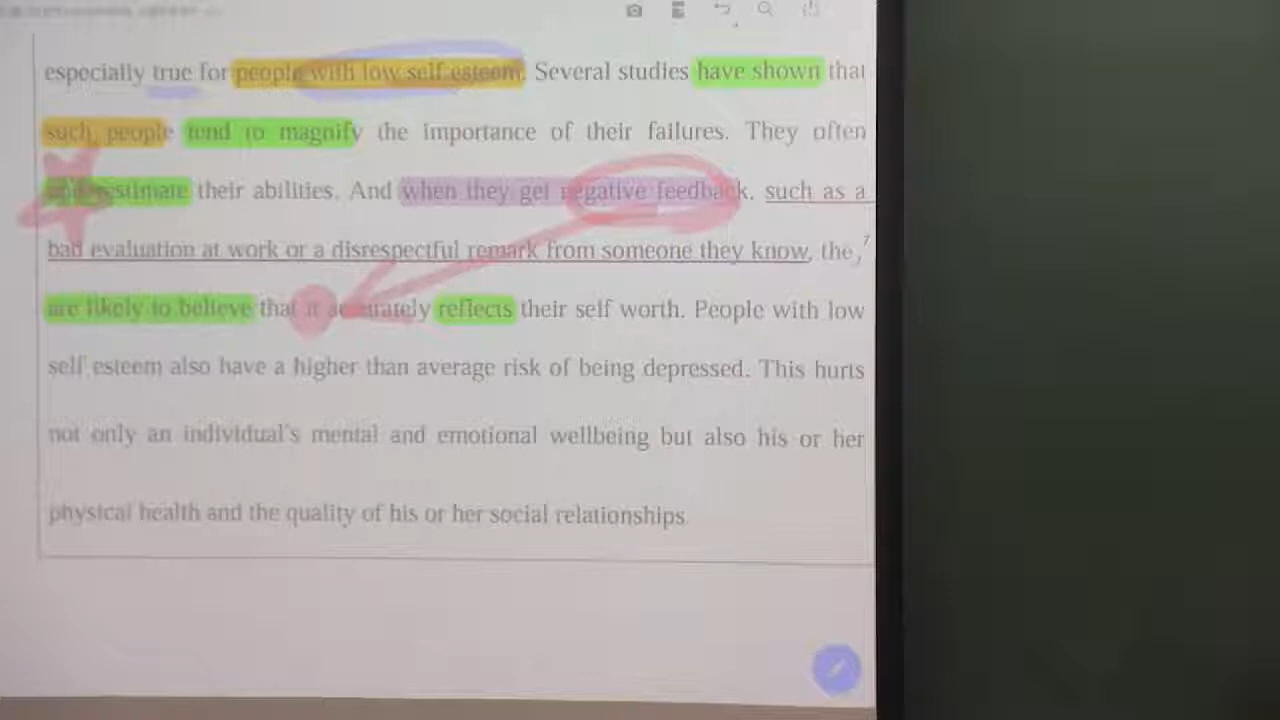 especially true for people with low self esteem. Several studies have shown that
such people tend to magnify the importance of their failures. They often
underestimate their abilities. And when they get negative feedback, such as a
bad evaluation at work or a disrespectful remark from someone they know, they
are likely to believe that it accurately reflects their self worth. People with low
self esteem also have a higher than average risk of being depressed. This hurts
not only an individual's mental and emotional wellbeing but also his or her
physical health and the quality of his or her social relationships.